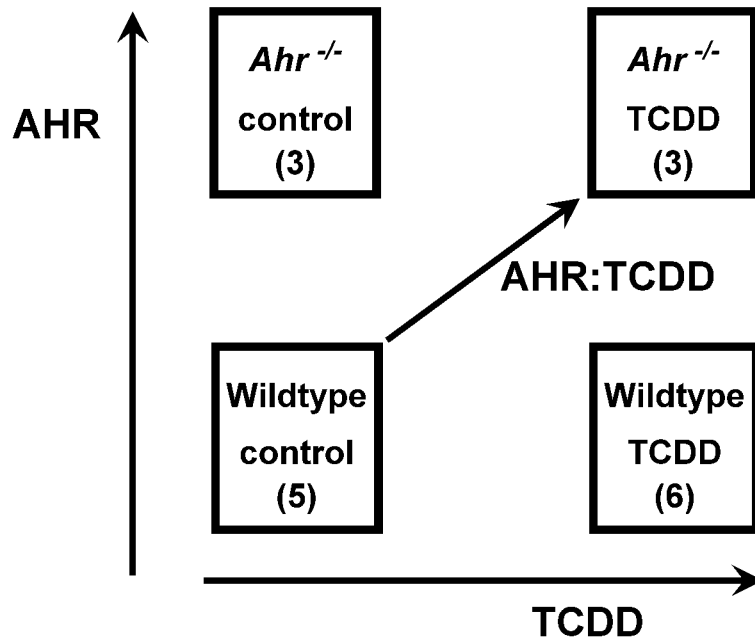 AHR
Ahr -/-
control
(3)
Ahr -/-
TCDD
(3)
AHR:TCDD
Wildtype
control
(5)
Wildtype
TCDD
(6)
TCDD